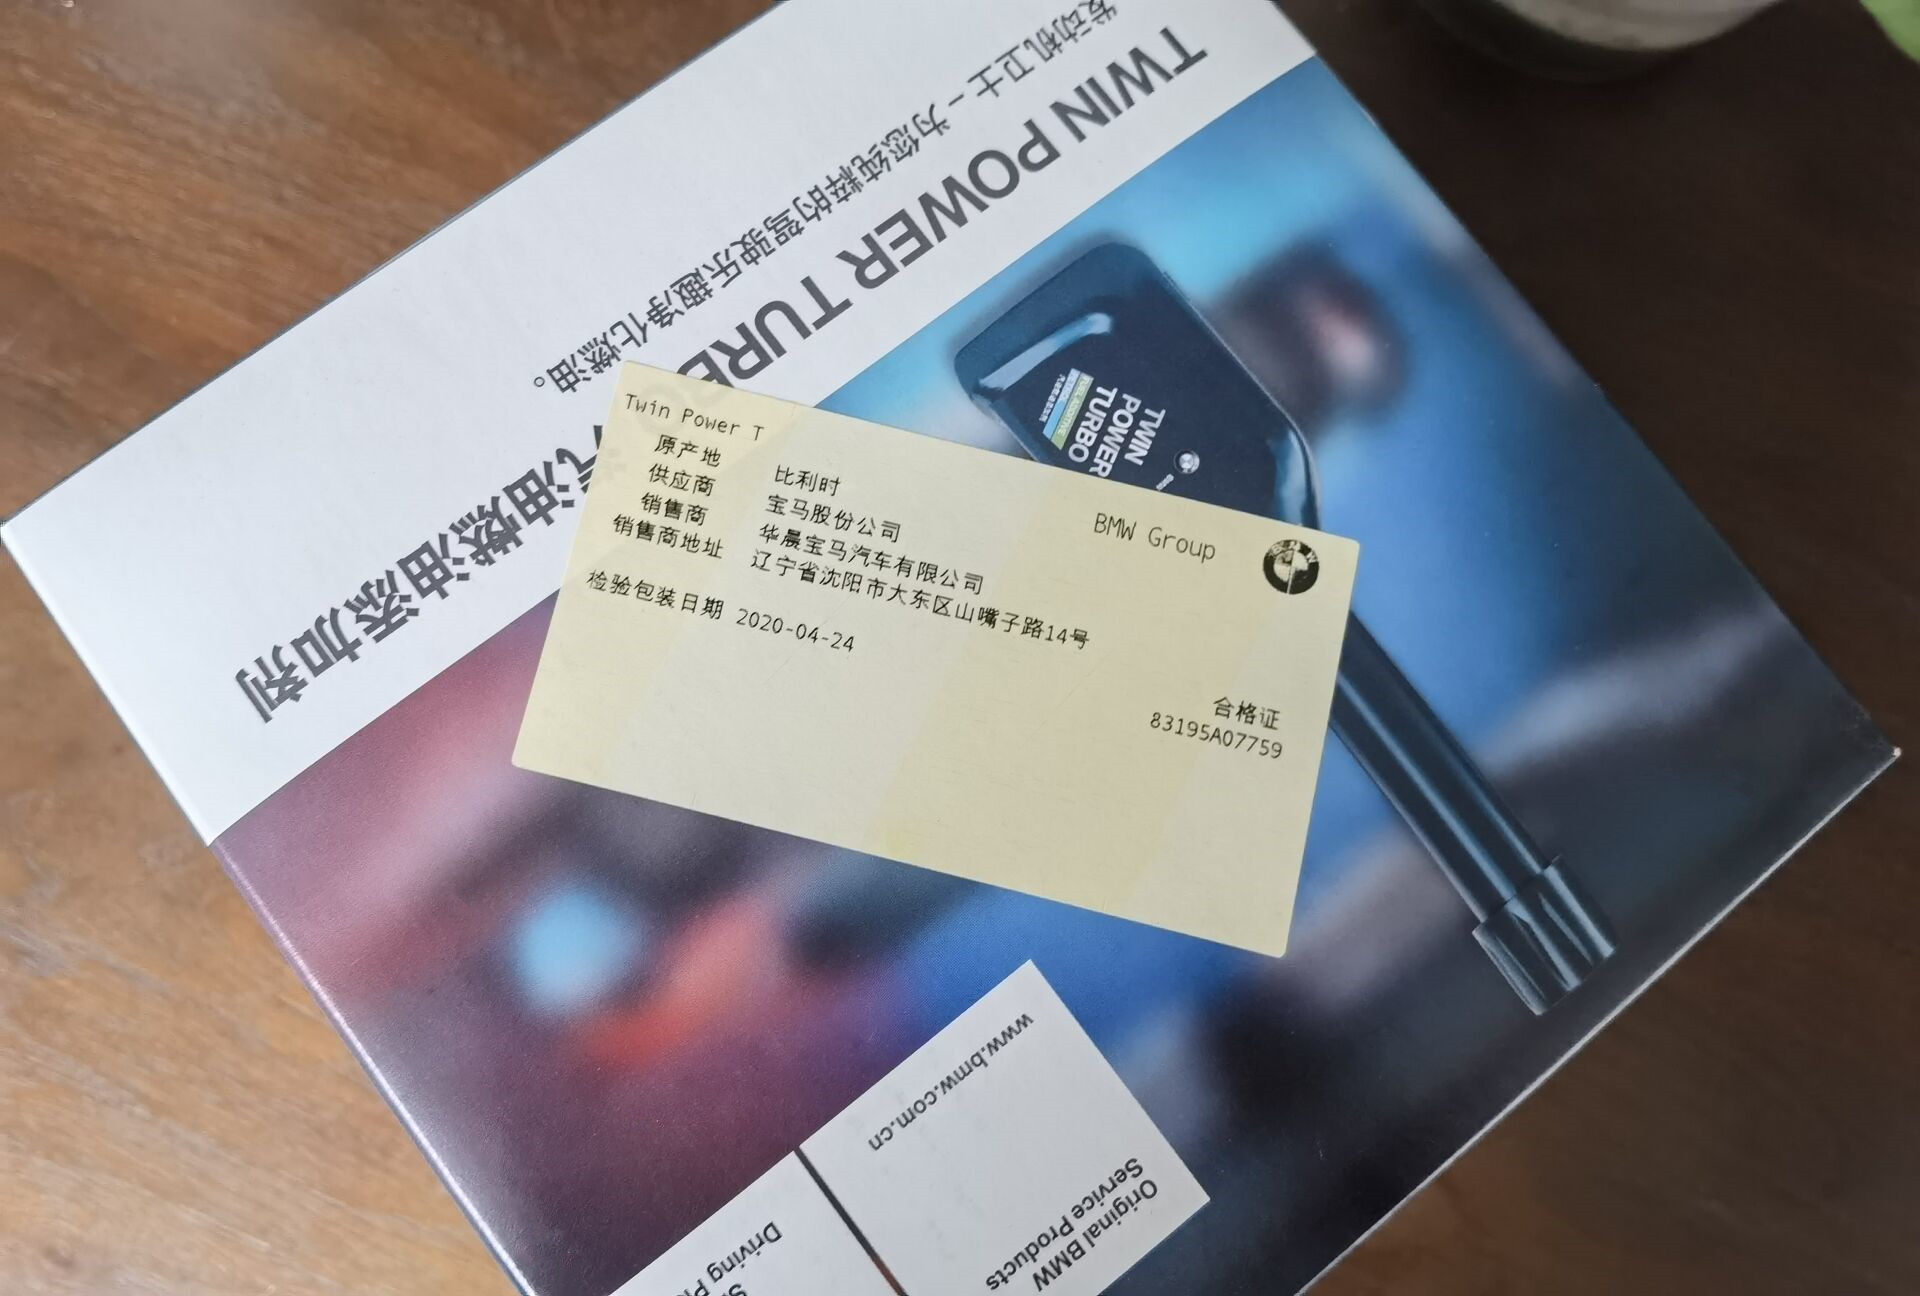 发动机卫士 – 为您纯粹的驾驶乐趣净化燃油。
TWIN POWER TURBO
汽油燃油添加剂
TWIN
POWER
TURBO
FUEL ADDITIVE
PETROL
Twin Power T
原产地 比利时
供应商 宝马股份公司
销售商 华晨宝马汽车有限公司
销售商地址 辽宁省沈阳市大东区山嘴子路14号
检验包装日期 2020-04-24
BMW Group
合格证
83195A07759
www.bmw.com.cn
Original BMW
Service Products
Driving